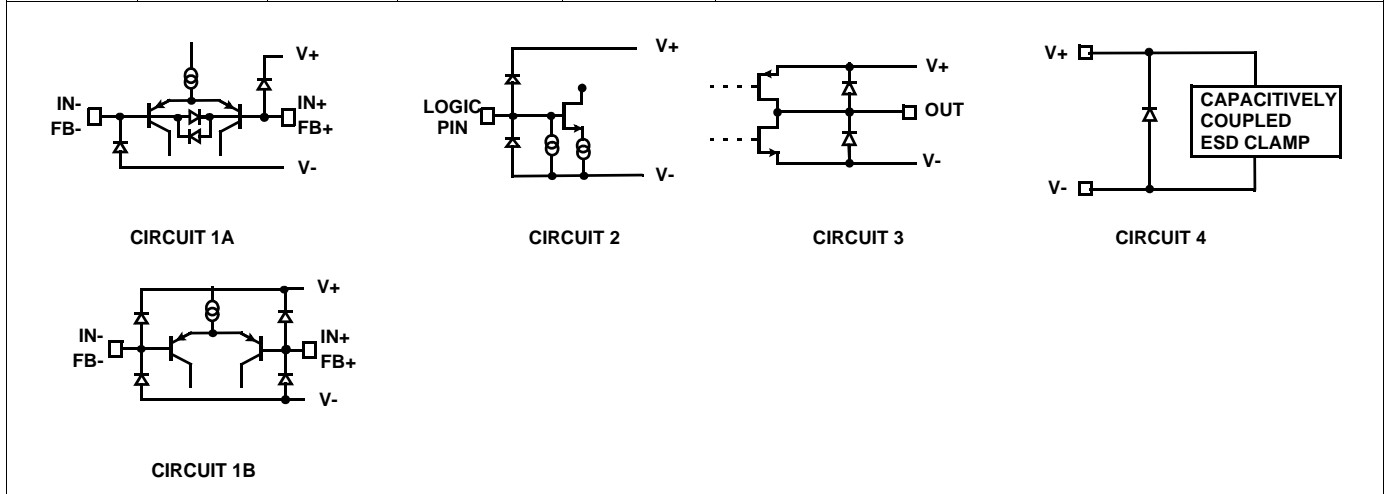 V+
IN-
FB-
IN+
FB+
V-
CIRCUIT 1A
V+
LOGIC
PIN
V-
CIRCUIT 2
V+
OUT
V-
CIRCUIT 3
V+
CAPACITIVELY
COUPLED
ESD CLAMP
V-
CIRCUIT 4
V+
IN-
FB-
IN+
FB+
V-
CIRCUIT 1B